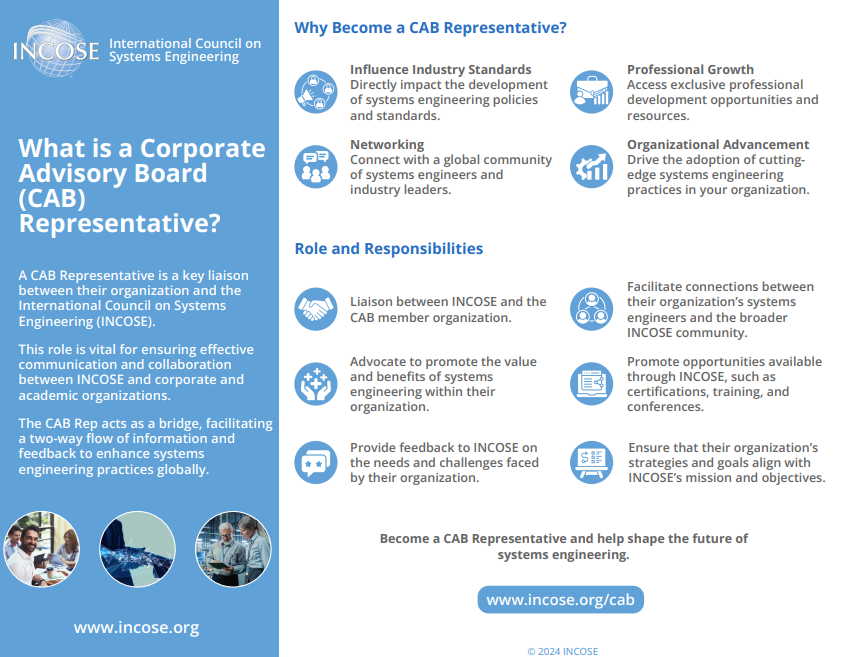 INCOSE
International Council on
Systems Engineering
What is a Corporate
Advisory Board
(CAB)
Representative?
A CAB Representative is a key liaison
between their organization and the
International Council on Systems
Engineering (INCOSE).
This role is vital for ensuring effective
communication and collaboration
between INCOSE and corporate and
academic organizations.
The CAB Rep acts as a bridge, facilitating
a two-way flow of information and
feedback to enhance systems
engineering practices globally.
www.incose.org
Why Become a CAB Representative?
Influence Industry Standards
Directly impact the development
of systems engineering policies
and standards.
Professional Growth
Access exclusive professional
development opportunities and
resources.
Networking
Connect with a global community
of systems engineers and
industry leaders.
Organizational Advancement
Drive the adoption of cutting-
edge systems engineering
practices in your organization.
Role and Responsibilities
Liaison between INCOSE and the
CAB member organization.
Facilitate connections between
their organization's systems
engineers and the broader
INCOSE community.
Advocate to promote the value
and benefits of systems
engineering within their
organization.
Promote opportunities available
through INCOSE, such as
certifications, training, and
conferences.
Provide feedback to INCOSE on
the needs and challenges faced
by their organization.
Ensure that their organization's
strategies and goals align with
INCOSE's mission and objectives.
Become a CAB Representative and help shape the future of
systems engineering.
www.incose.org/cab
© 2024 INCOSE